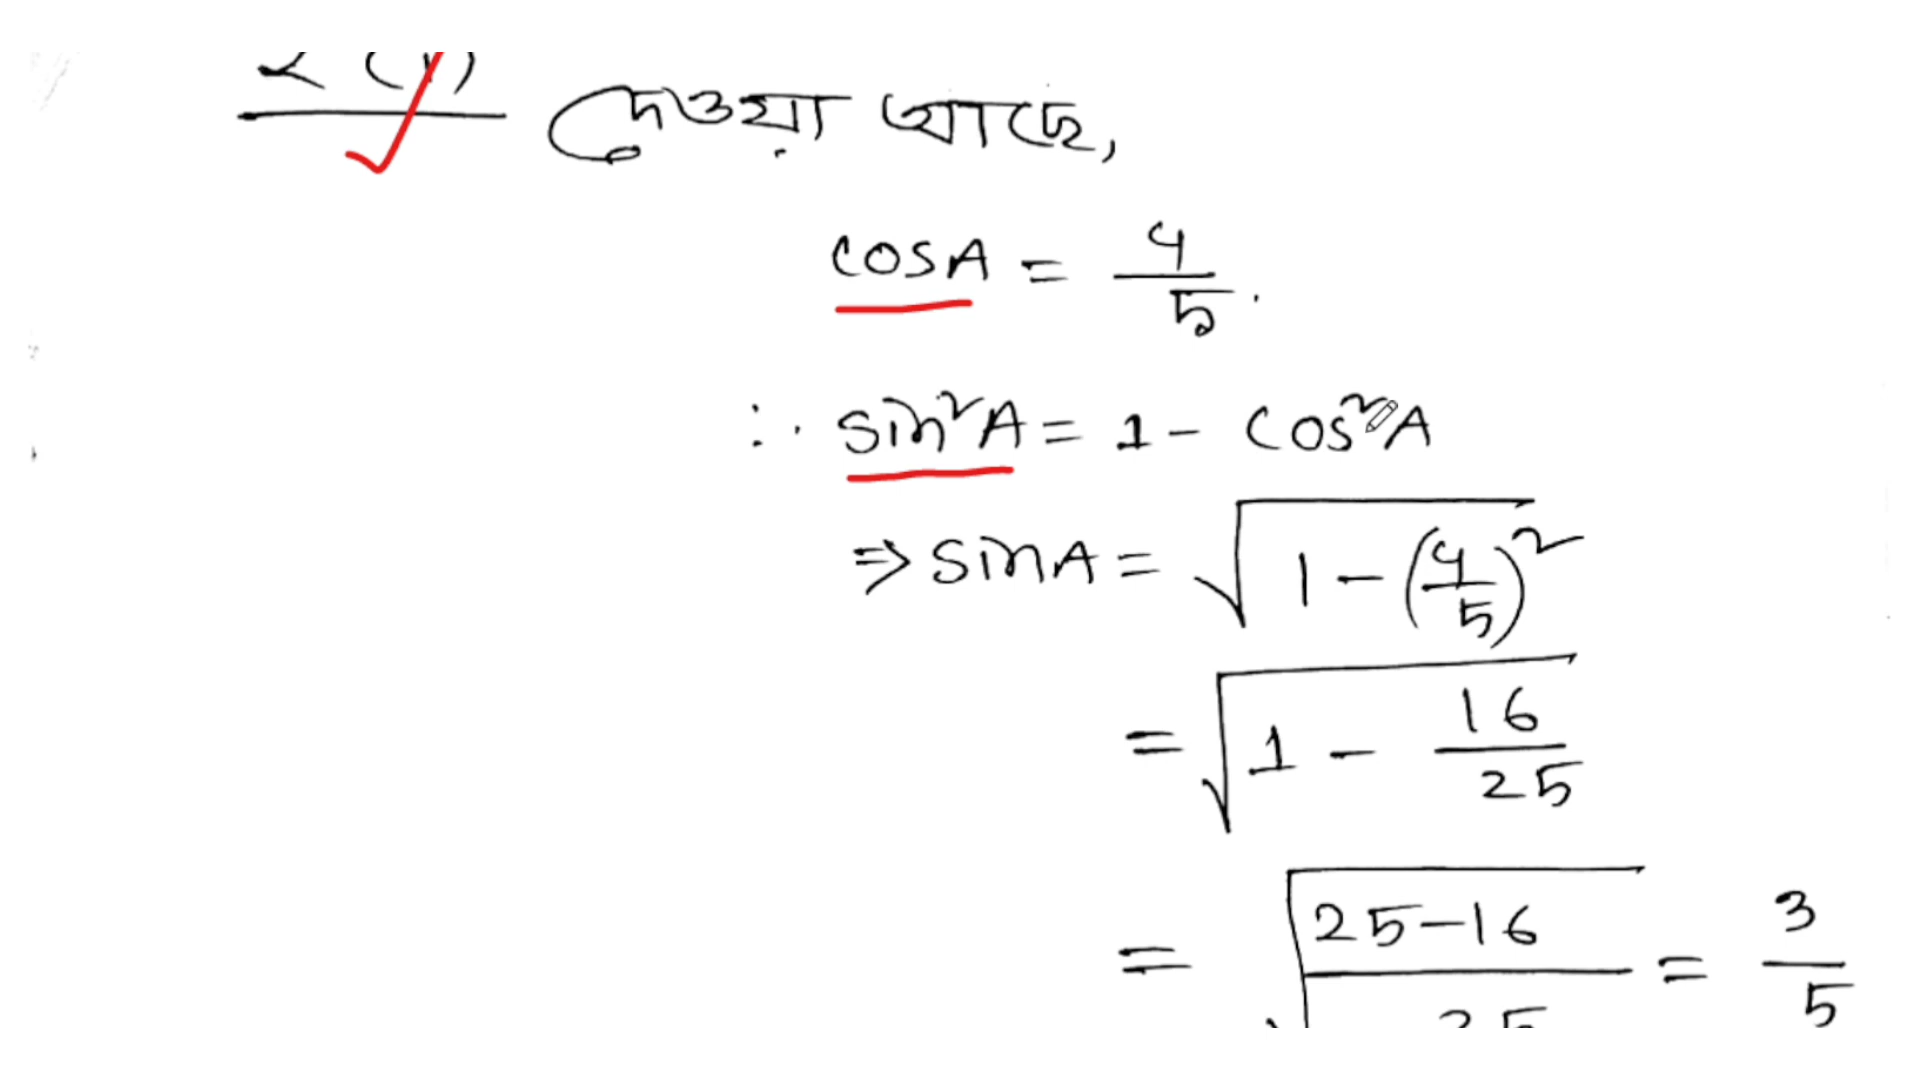 দেওয়া আছে,
cosA = 4/5.
∴ sin²A = 1 - cos²A
⇒ sinA = √(1 - (4/5)²)
= √(1 - 16/25)
= √((25-16)/25) = 3/5